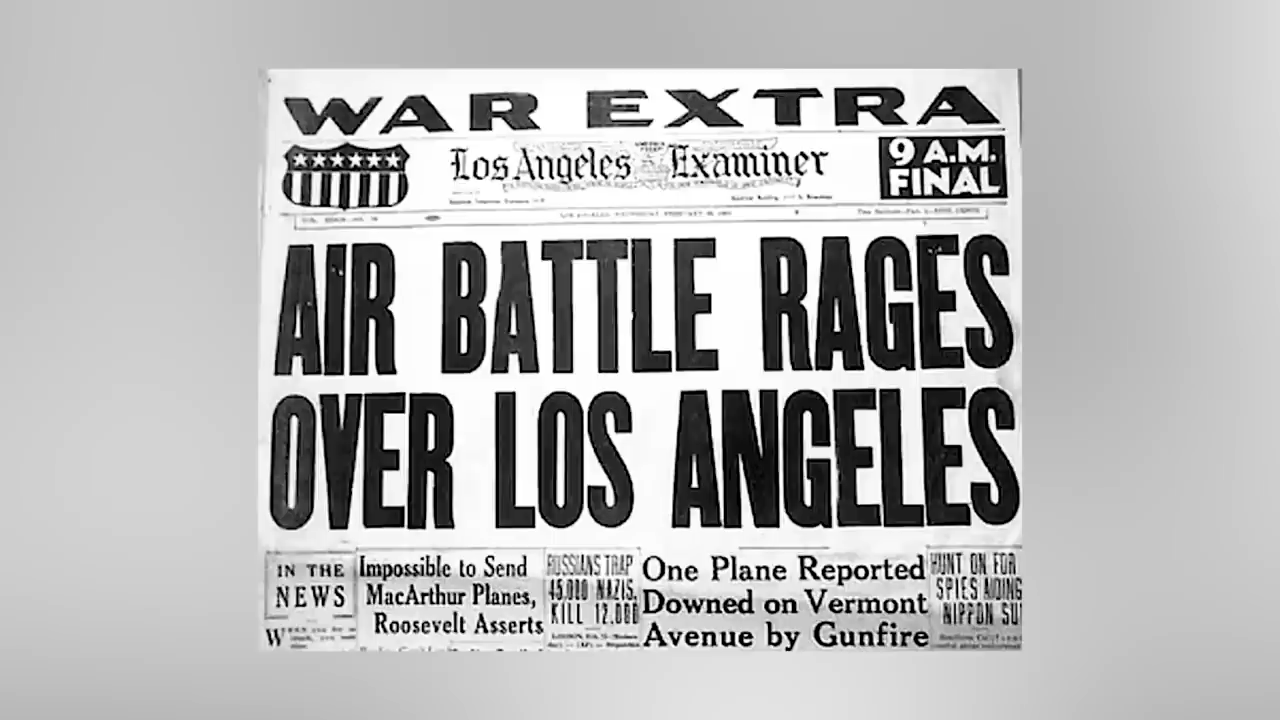 WAR EXTRA
Los Angeles Examiner
9 A.M.
FINAL
AIR BATTLE RAGES
OVER LOS ANGELES
IN THE
NEWS
Impossible to Send
MacArthur Planes,
Roosevelt Asserts
RUSSIANS TRAP
45,000 NAZIS,
KILL 12,000
One Plane Reported
Downed on Vermont
Avenue by Gunfire
HUNT ON FOR
SPIES AIDING
NIPPON SU